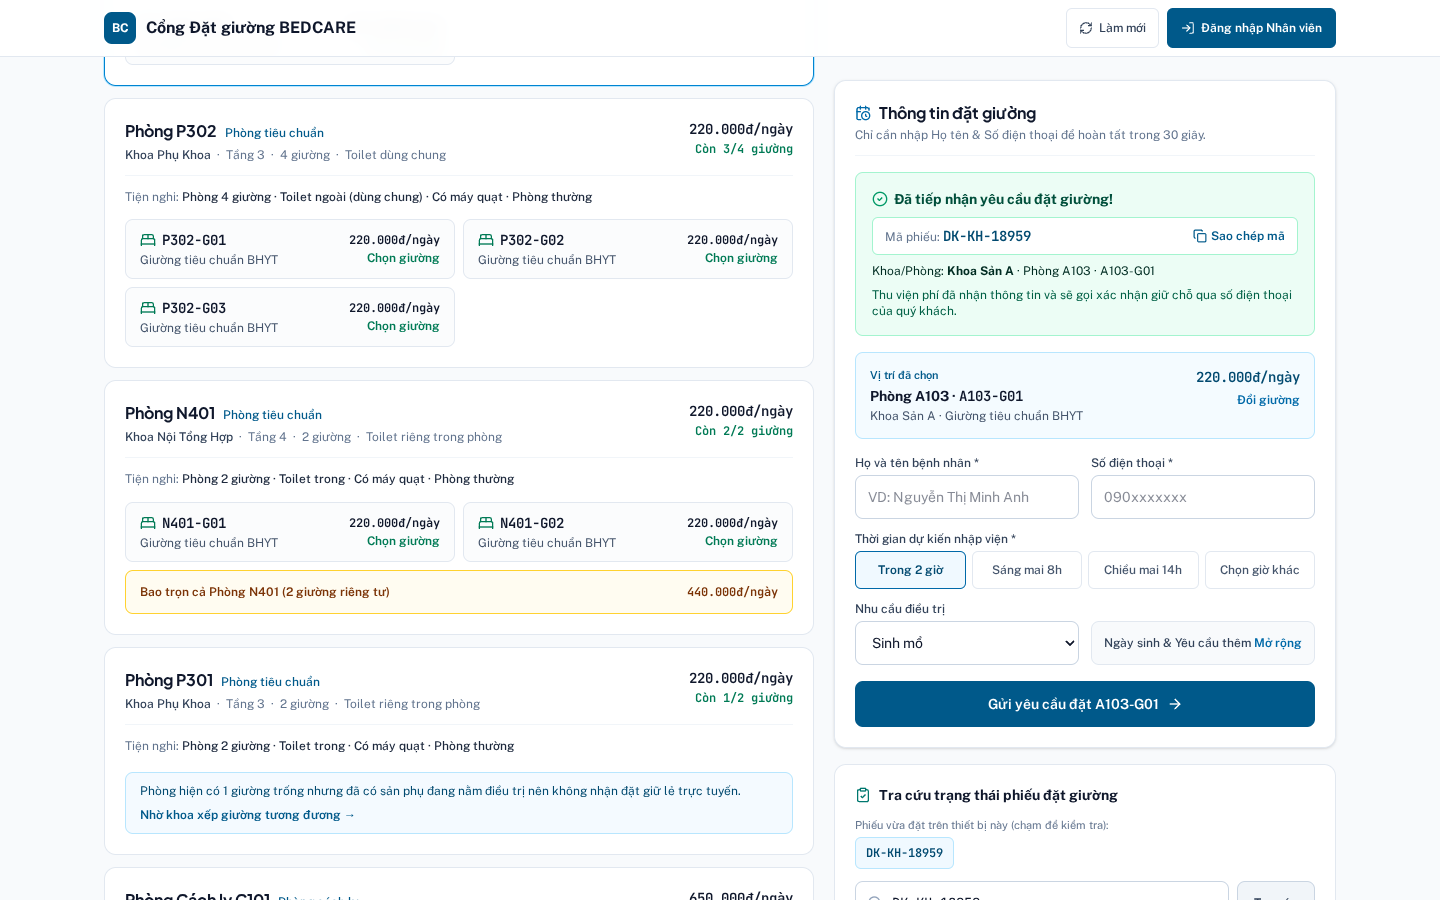 BC Cổng Đặt giường BEDCARE
Làm mới
Đăng nhập Nhân viên
Phòng P302 Phòng tiêu chuẩn
220.000đ/ngày
Khoa Phụ Khoa · Tầng 3 · 4 giường · Toilet dùng chung
Còn 3/4 giường
Tiện nghi: Phòng 4 giường · Toilet ngoài (dùng chung) · Có máy quạt · Phòng thường
P302-G01 220.000đ/ngày
Giường tiêu chuẩn BHYT Chọn giường
P302-G02 220.000đ/ngày
Giường tiêu chuẩn BHYT Chọn giường
P302-G03 220.000đ/ngày
Giường tiêu chuẩn BHYT Chọn giường
Phòng N401 Phòng tiêu chuẩn
220.000đ/ngày
Khoa Nội Tổng Hợp · Tầng 4 · 2 giường · Toilet riêng trong phòng
Còn 2/2 giường
Tiện nghi: Phòng 2 giường · Toilet trong · Có máy quạt · Phòng thường
N401-G01 220.000đ/ngày
Giường tiêu chuẩn BHYT Chọn giường
N401-G02 220.000đ/ngày
Giường tiêu chuẩn BHYT Chọn giường
Bao trọn cả Phòng N401 (2 giường riêng tư) 440.000đ/ngày
Phòng P301 Phòng tiêu chuẩn
220.000đ/ngày
Khoa Phụ Khoa · Tầng 3 · 2 giường · Toilet riêng trong phòng
Còn 1/2 giường
Tiện nghi: Phòng 2 giường · Toilet trong · Có máy quạt · Phòng thường
Phòng hiện có 1 giường trống nhưng đã có sản phụ đang nằm điều trị nên không nhận đặt giữ lẻ trực tuyến.
Nhờ khoa xếp giường tương đương →
Phòng Cách ly C101 Phòng cách ly
650.000đ/ngày
Thông tin đặt giường
Chỉ cần nhập Họ tên & Số điện thoại để hoàn tất trong 30 giây.
Đã tiếp nhận yêu cầu đặt giường!
Mã phiếu: DK-KH-18959
Sao chép mã
Khoa/Phòng: Khoa Sản A · Phòng A103 · A103-G01
Thu viện phí đã nhận thông tin và sẽ gọi xác nhận giữ chỗ qua số điện thoại
của quý khách.
Vị trí đã chọn
220.000đ/ngày
Phòng A103 · A103-G01
Đổi giường
Khoa Sản A · Giường tiêu chuẩn BHYT
Họ và tên bệnh nhân *
Số điện thoại *
VD: Nguyễn Thị Minh Anh
090xxxxxxx
Thời gian dự kiến nhập viện *
Trong 2 giờ
Sáng mai 8h
Chiều mai 14h
Chọn giờ khác
Nhu cầu điều trị
Sinh mổ
Ngày sinh & Yêu cầu thêm Mở rộng
Gửi yêu cầu đặt A103-G01 →
Tra cứu trạng thái phiếu đặt giường
Phiếu vừa đặt trên thiết bị này (chạm để kiểm tra):
DK-KH-18959
DK-KH-18959